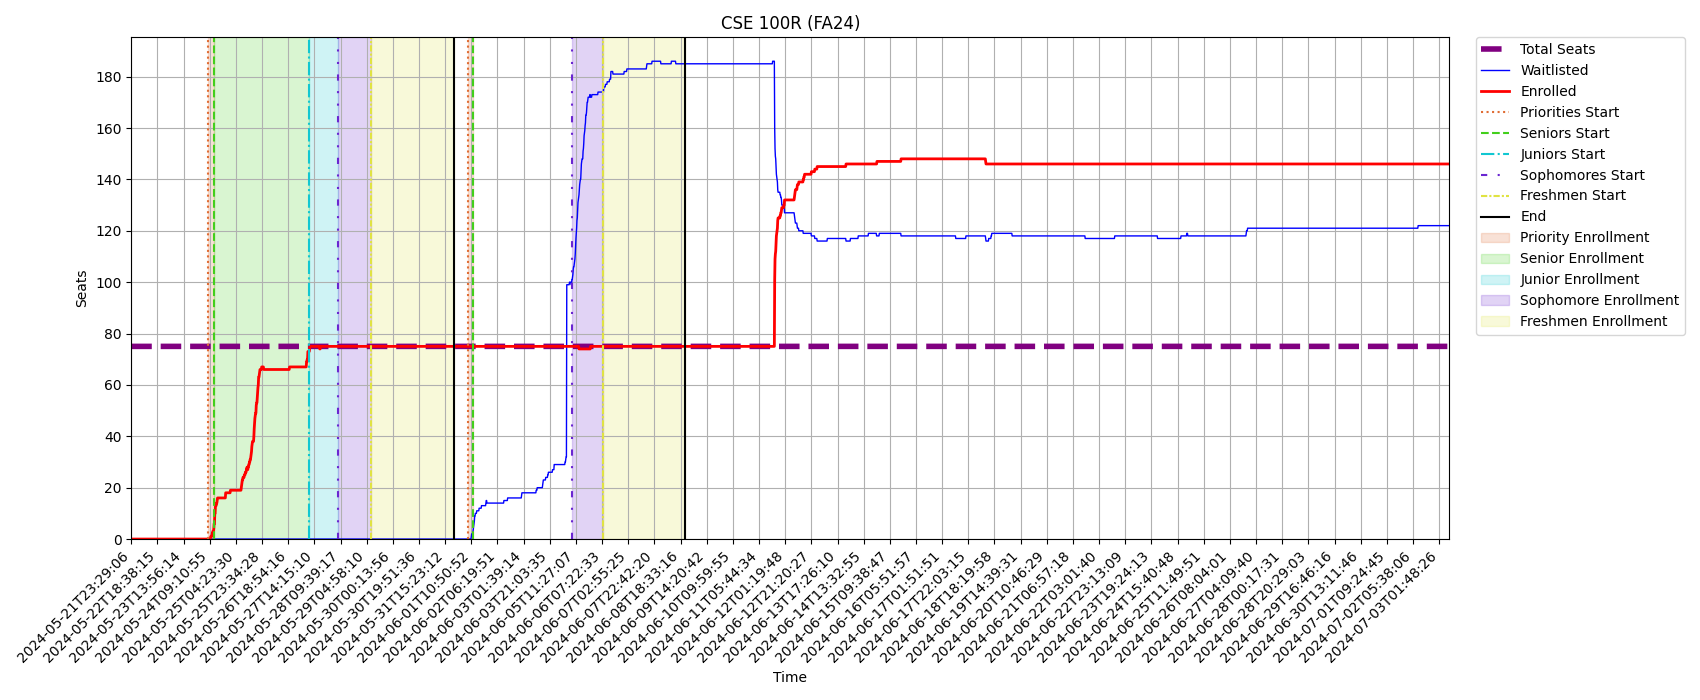 CSE 100R (FA24)
Seats
180
160
140
120
100
80
60
40
20
0
2024-05-21T23:29:06
2024-05-22T18:38:15
2024-05-23T13:56:14
2024-05-24T09:10:55
2024-05-25T04:23:30
2024-05-25T23:34:28
2024-05-26T18:54:16
2024-05-27T14:15:10
2024-05-28T09:39:17
2024-05-29T04:58:10
2024-05-30T00:13:56
2024-05-30T19:51:36
2024-05-31T15:23:12
2024-06-01T10:50:52
2024-06-02T06:19:51
2024-06-03T01:39:14
2024-06-03T21:03:35
2024-06-05T11:27:07
2024-06-06T07:22:33
2024-06-07T02:55:25
2024-06-07T22:42:20
2024-06-08T18:33:16
2024-06-09T14:20:42
2024-06-10T09:59:55
2024-06-11T05:44:34
2024-06-12T01:19:48
2024-06-12T21:20:27
2024-06-13T17:26:10
2024-06-14T13:32:55
2024-06-15T09:38:47
2024-06-16T05:51:57
2024-06-17T01:51:51
2024-06-17T22:03:15
2024-06-18T18:19:58
2024-06-19T14:39:31
2024-06-20T10:46:29
2024-06-21T06:57:18
2024-06-22T03:01:40
2024-06-22T23:13:09
2024-06-23T19:24:13
2024-06-24T15:40:48
2024-06-25T11:49:51
2024-06-26T08:04:01
2024-06-27T04:09:40
2024-06-28T00:17:31
2024-06-28T20:29:03
2024-06-29T16:46:16
2024-06-30T13:11:46
2024-07-01T09:24:45
2024-07-02T05:38:06
2024-07-03T01:48:26
Time
Total Seats
Waitlisted
Enrolled
Priorities Start
Seniors Start
Juniors Start
Sophomores Start
Freshmen Start
End
Priority Enrollment
Senior Enrollment
Junior Enrollment
Sophomore Enrollment
Freshmen Enrollment